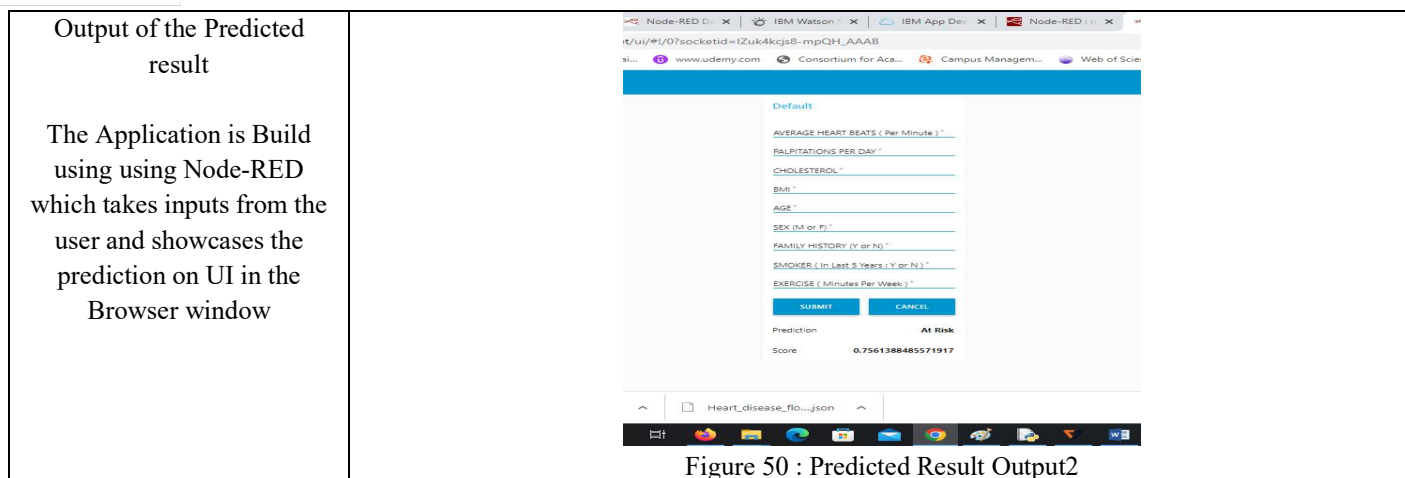 Output of the Predicted
result
The Application is Build
using using Node-RED
which takes inputs from the
user and showcases the
prediction on UI in the
Browser window
Node-RED D IBM Watson S IBM App Dev Node-RED : n
t/ui/#!/0?socketid=IZuk4kcjs8-mpQH_AAAB
ai... www.udemy.com Consortium for Aca... Campus Managem... Web of Scie
Default
AVERAGE HEART BEATS ( Per Minute ) *
PALPITATIONS PER DAY *
CHOLESTEROL *
BMI *
AGE *
SEX (M or F) *
FAMILY HISTORY (Y or N) *
SMOKER ( In Last 5 Years : Y or N ) *
EXERCISE ( Minutes Per Week ) *
SUBMIT CANCEL
Prediction At Risk
Score 0.7561388485571917
Heart_disease_flo....json
Figure 50 : Predicted Result Output2